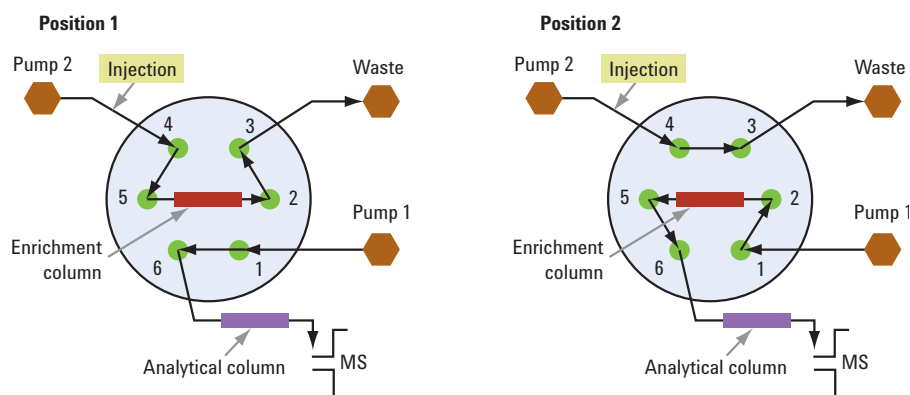 Position 1
Pump 2
Injection
Waste
4
3
5
2
Pump 1
Enrichment
column
6
1
Analytical column
MS
Position 2
Pump 2
Injection
Waste
4
3
5
2
Pump 1
Enrichment
column
6
1
Analytical column
MS